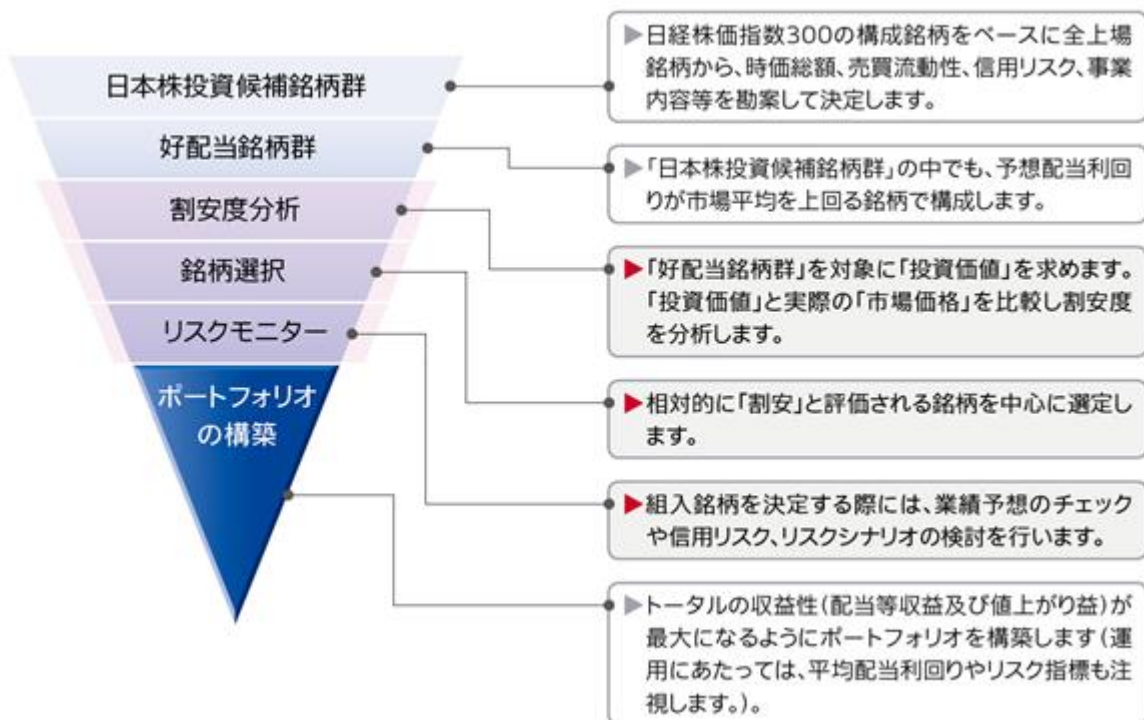 日本株投資候補銘柄群
▶日経株価指数300の構成銘柄をベースに全上場
銘柄から、時価総額、売買流動性、信用リスク、事業
内容等を勘案して決定します。
好配当銘柄群
▶「日本株投資候補銘柄群」の中でも、予想配当利回
りが市場平均を上回る銘柄で構成します。
割安度分析
▶「好配当銘柄群」を対象に「投資価値」を求めます。
「投資価値」と実際の「市場価格」を比較し割安度
を分析します。
銘柄選択
▶相対的に「割安」と評価される銘柄を中心に選定し
ます。
リスクモニター
▶組入銘柄を決定する際には、業績予想のチェック
や信用リスク、リスクシナリオの検討を行います。
ポートフォリオ
の構築
▶トータルの収益性(配当等収益及び値上がり益)が
最大になるようにポートフォリオを構築します(運
用にあたっては、平均配当利回りやリスク指標も注
視します。)。